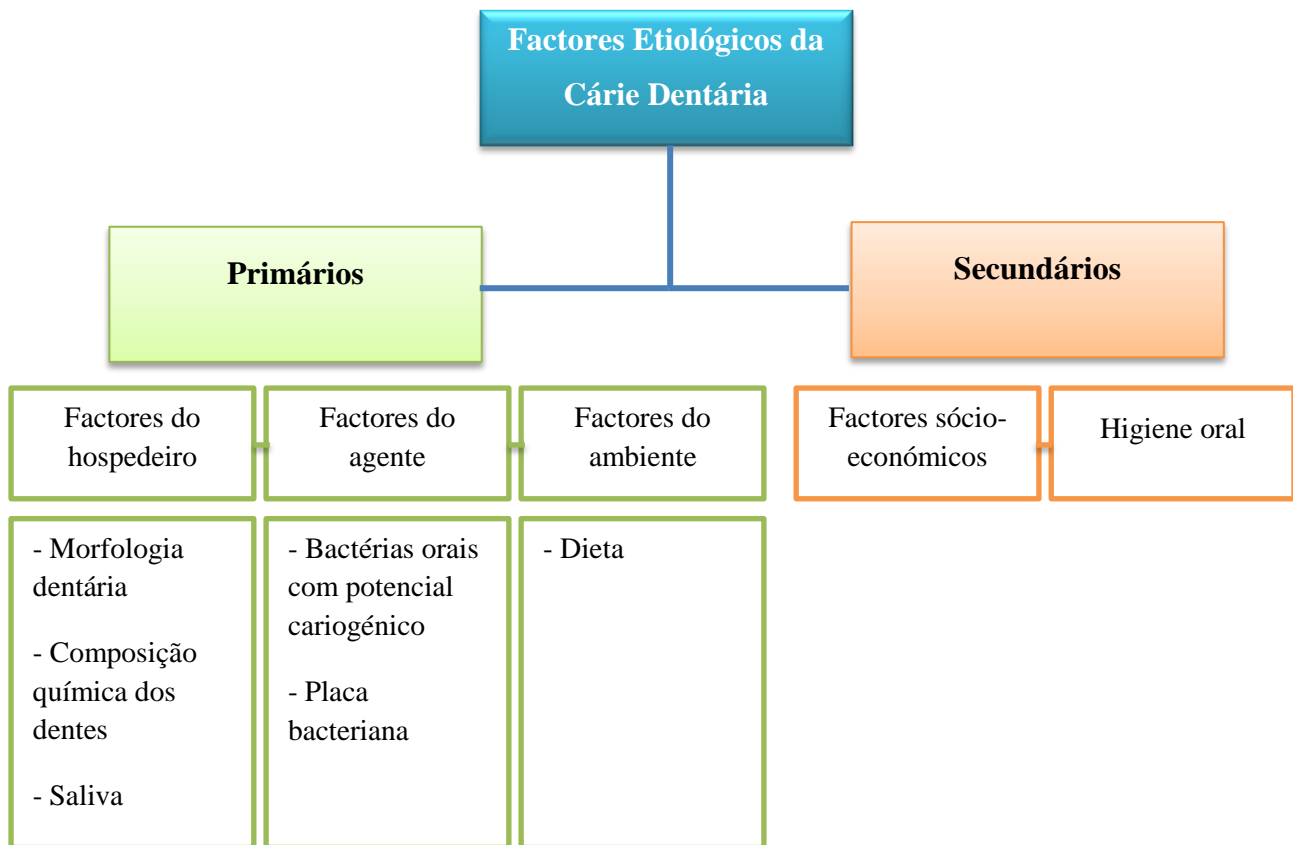 Factores Etiológicos da
Cárie Dentária
Primários
Secundários
Factores do
hospedeiro
Factores do
agente
Factores do
ambiente
Factores sócio-
económicos
Higiene oral
- Morfologia
dentária
- Composição
química dos
dentes
- Saliva
- Bactérias orais
com potencial
cariogénico
- Placa
bacteriana
- Dieta